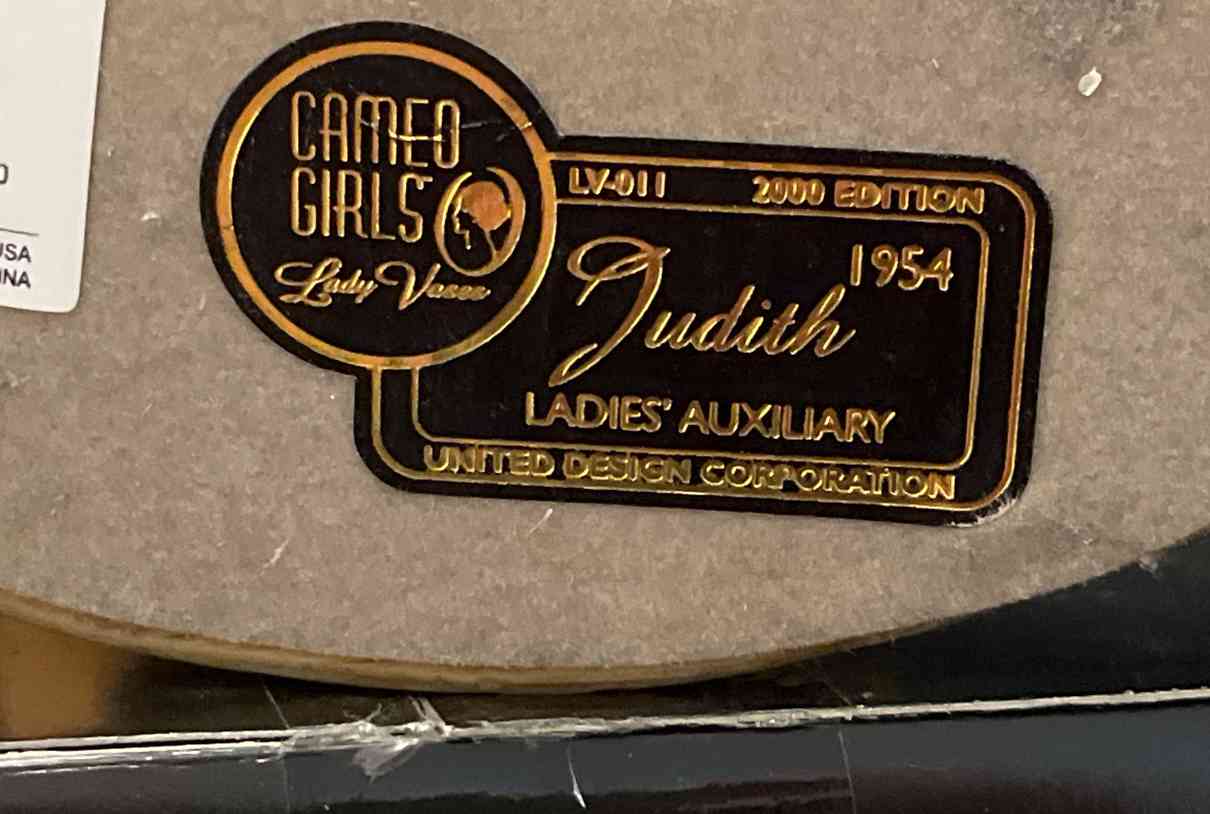 CAMEO
GIRLS
Lady Vases
LV-011 2000 EDITION
Judith 1954
LADIES' AUXILIARY
UNITED DESIGN CORPORATION
USA